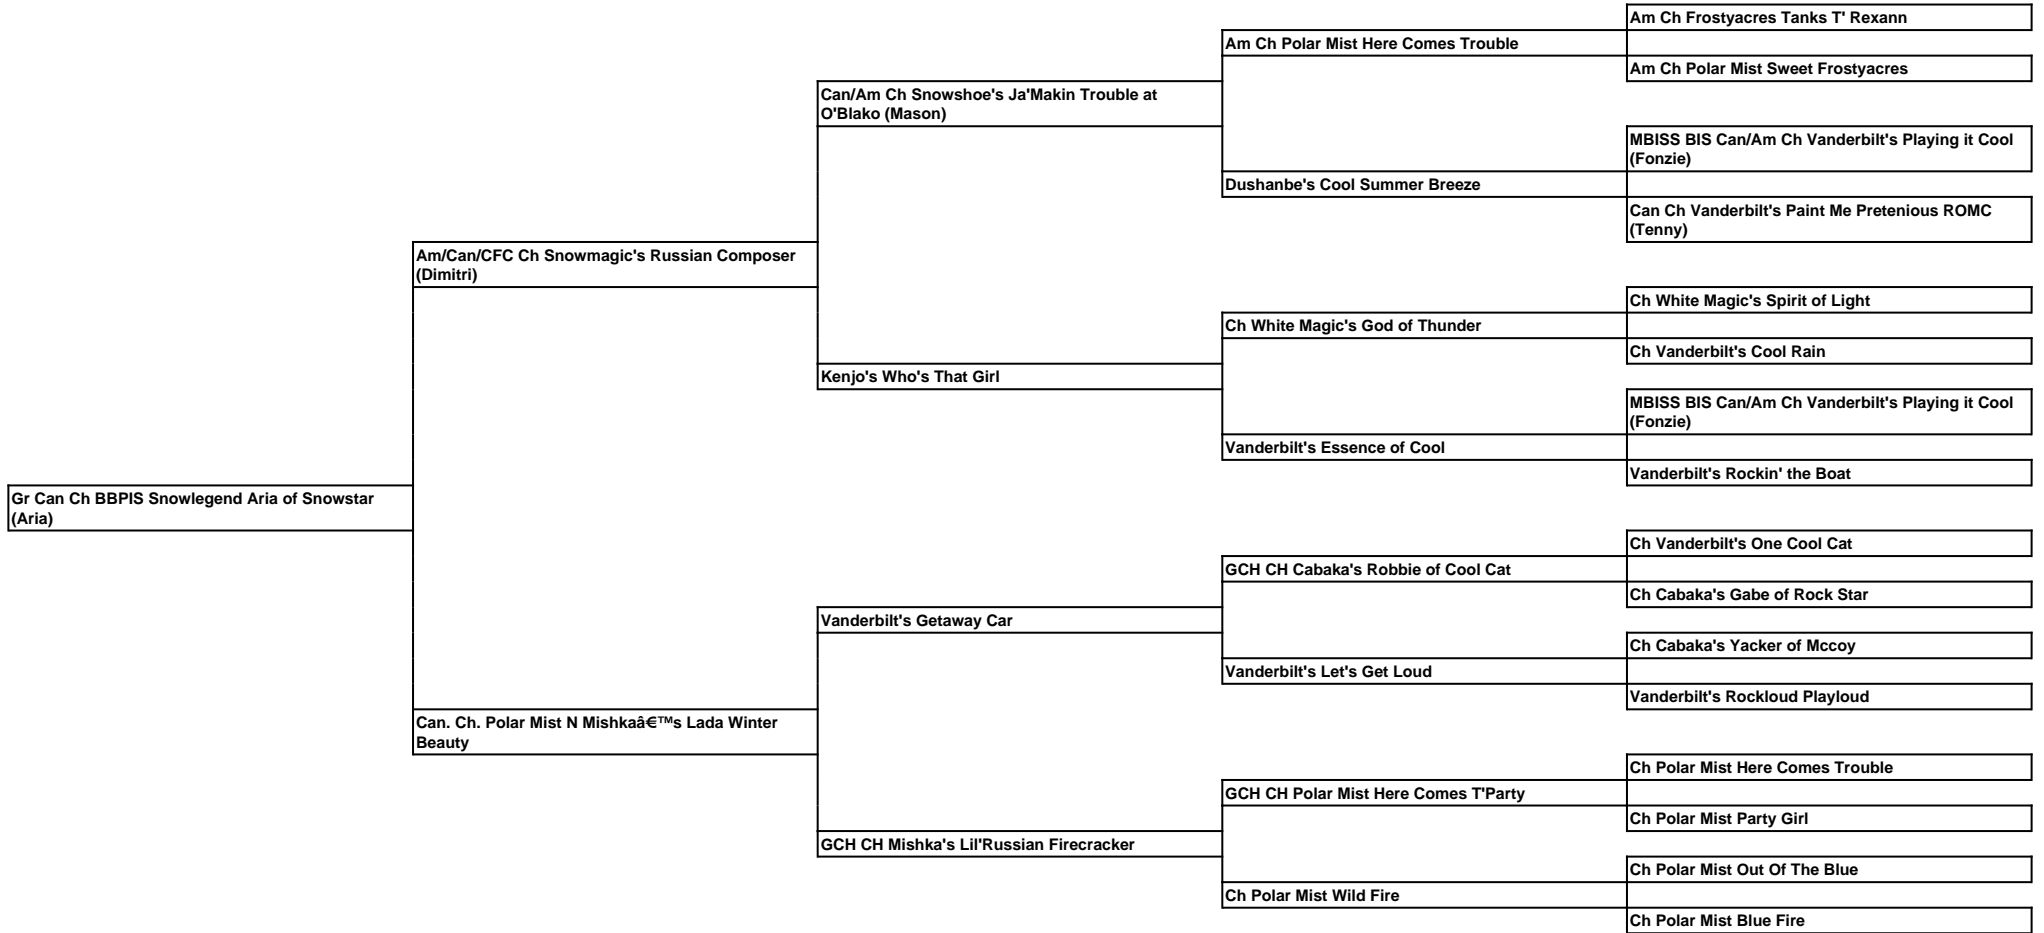 Am Ch Frostyacres Tanks T' Rexann
Am Ch Polar Mist Here Comes Trouble
Am Ch Polar Mist Sweet Frostyacres
Can/Am Ch Snowshoe's Ja'Makin Trouble at
O'Blako (Mason)
MBISS BIS Can/Am Ch Vanderbilt's Playing it Cool
(Fonzie)
Dushanbe's Cool Summer Breeze
Can Ch Vanderbilt's Paint Me Pretenious ROMC
(Tenny)
Am/Can/CFC Ch Snowmagic's Russian Composer
(Dimitri)
Ch White Magic's Spirit of Light
Ch White Magic's God of Thunder
Ch Vanderbilt's Cool Rain
Kenjo's Who's That Girl
MBISS BIS Can/Am Ch Vanderbilt's Playing it Cool
(Fonzie)
Vanderbilt's Essence of Cool
Vanderbilt's Rockin' the Boat
Gr Can Ch BBPIS Snowlegend Aria of Snowstar
(Aria)
Ch Vanderbilt's One Cool Cat
GCH CH Cabaka's Robbie of Cool Cat
Ch Cabaka's Gabe of Rock Star
Vanderbilt's Getaway Car
Ch Cabaka's Yacker of Mccoy
Vanderbilt's Let's Get Loud
Vanderbilt's Rockloud Playloud
Can. Ch. Polar Mist N Mishkaâ€™s Lada Winter
Beauty
Ch Polar Mist Here Comes Trouble
GCH CH Polar Mist Here Comes T'Party
Ch Polar Mist Party Girl
GCH CH Mishka's Lil'Russian Firecracker
Ch Polar Mist Out Of The Blue
Ch Polar Mist Wild Fire
Ch Polar Mist Blue Fire